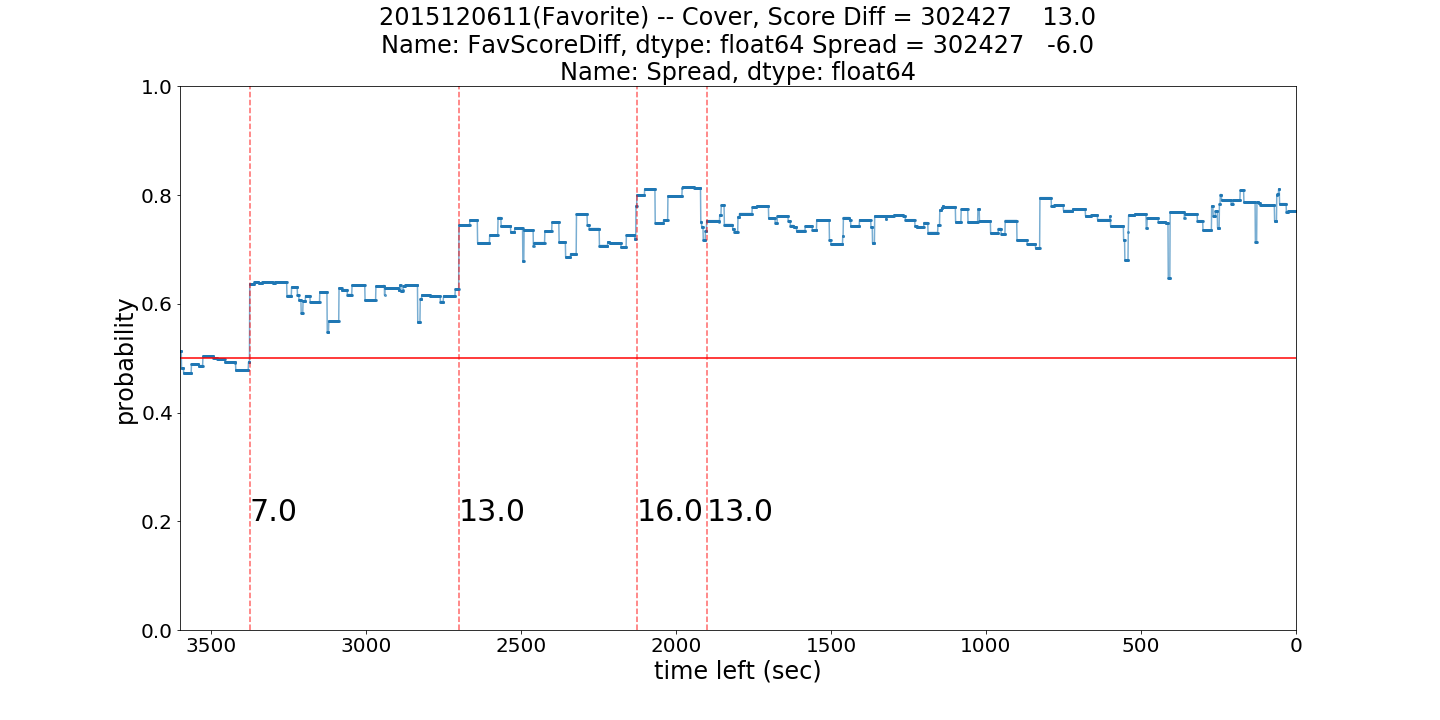 2015120611(Favorite) -- Cover, Score Diff = 302427    13.0
Name: FavScoreDiff, dtype: float64 Spread = 302427   -6.0
Name: Spread, dtype: float64
1.0
0.8
0.6
0.4
0.2
0.0
probability
7.0
13.0
16.0
13.0
3500 3000 2500 2000 1500 1000 500 0
time left (sec)